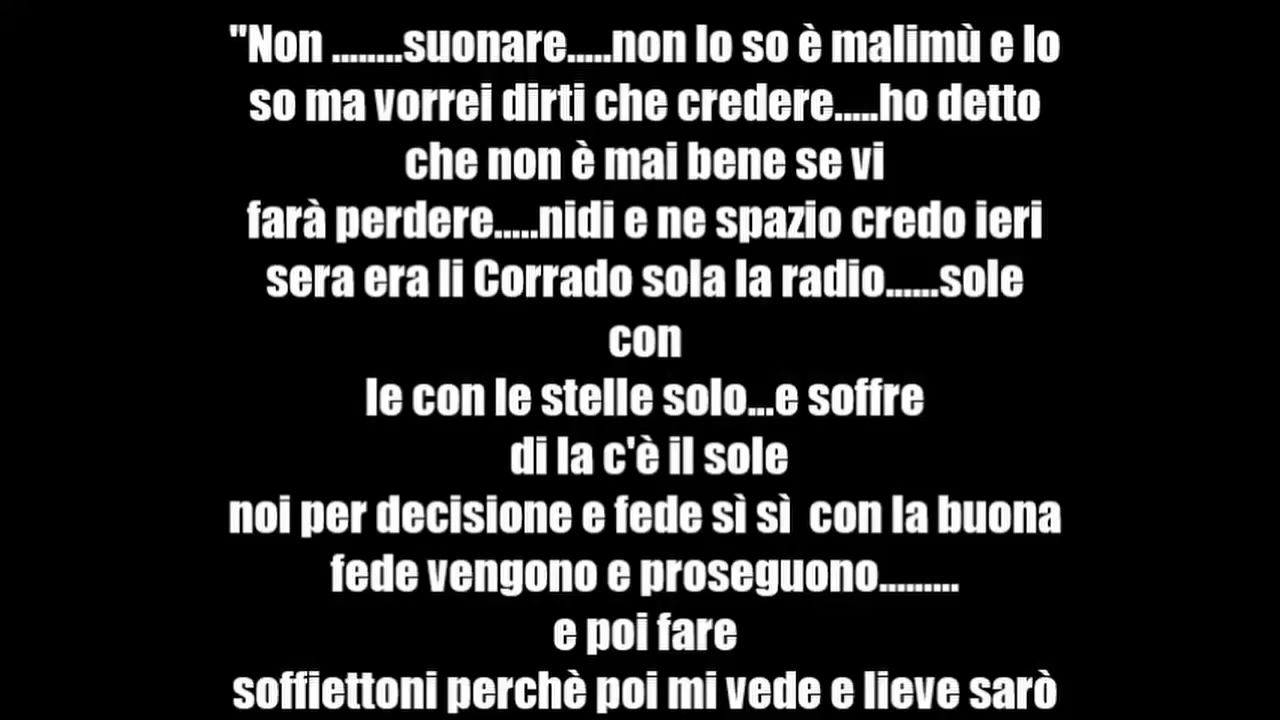 "Non ........suonare.....non lo so è malimù e lo
so ma vorrei dirti che credere.....ho detto
che non è mai bene se vi
farà perdere.....nidi e ne spazio credo ieri
sera era li Corrado sola la radio......sole
con
le con le stelle solo...e soffre
di la c'è il sole
noi per decisione e fede sì sì  con la buona
fede vengono e proseguono.........
e poi fare
soffiettoni perchè poi mi vede e lieve sarò